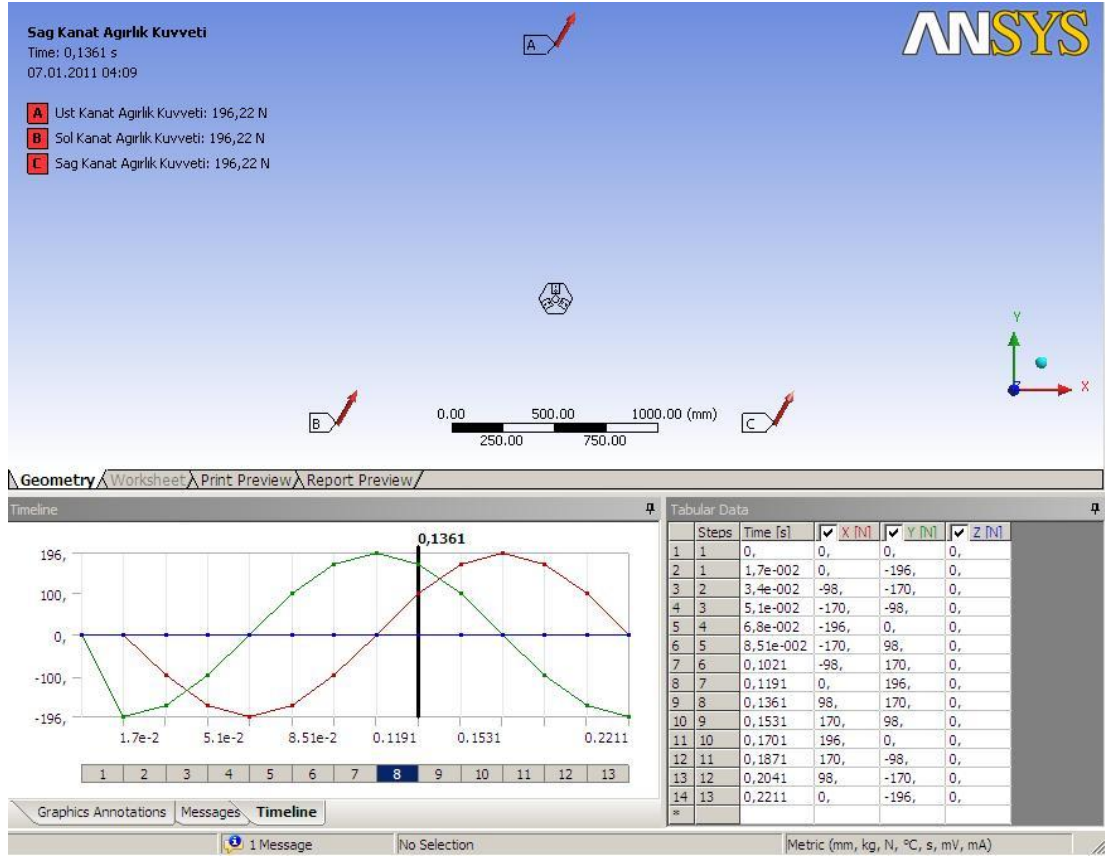 Sag Kanat Agırlık Kuvveti
Time: 0,1361 s
07.01.2011 04:09
A Ust Kanat Agırlık Kuvveti: 196,22 N
B Sol Kanat Agırlık Kuvveti: 196,22 N
C Sag Kanat Agırlık Kuvveti: 196,22 N
ANSYS
A
Y
X
Z
B
C
0.00 500.00 1000.00 (mm)
250.00 750.00
Geometry Worksheet Print Preview Report Preview
Timeline
0,1361
196,
100,
0,
-100,
-196,
1.7e-2 5.1e-2 8.51e-2 0.1191 0.1531 0.2211
1 2 3 4 5 6 7 8 9 10 11 12 13
Graphics Annotations Messages Timeline
Tabular Data
Steps Time [s] X [N] Y [N] Z [N]
1 1 0, 0, 0, 0,
2 1 1,7e-002 0, -196, 0,
3 2 3,4e-002 -98, -170, 0,
4 3 5,1e-002 -170, -98, 0,
5 4 6,8e-002 -196, 0, 0,
6 5 8,51e-002 -170, 98, 0,
7 6 0,1021 -98, 170, 0,
8 7 0,1191 0, 196, 0,
9 8 0,1361 98, 170, 0,
10 9 0,1531 170, 98, 0,
11 10 0,1701 196, 0, 0,
12 11 0,1871 170, -98, 0,
13 12 0,2041 98, -170, 0,
14 13 0,2211 0, -196, 0,
*
1 Message No Selection Metric (mm, kg, N, °C, s, mV, mA)